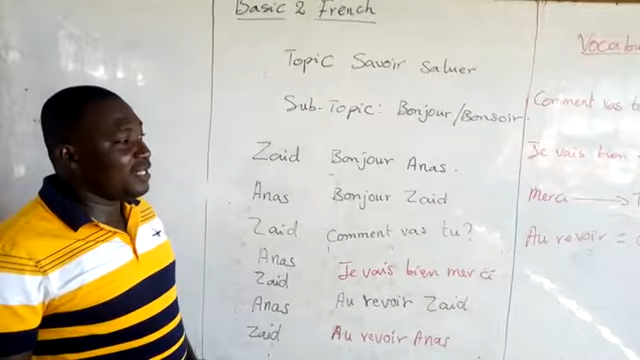 Basic 2 French
Topic Savoir saluer
Sub-Topic: Bonjour/Bonsoir.
Zaid Bonjour Anas.
Anas Bonjour Zaid
Zaid Comment vas tu?
Anas
Zaid Je vais bien merci
Anas Au revoir Zaid
Zaid Au revoir Anas
Vocabu
Comment vas t
Je vais bien
Merci →
Au revoir =